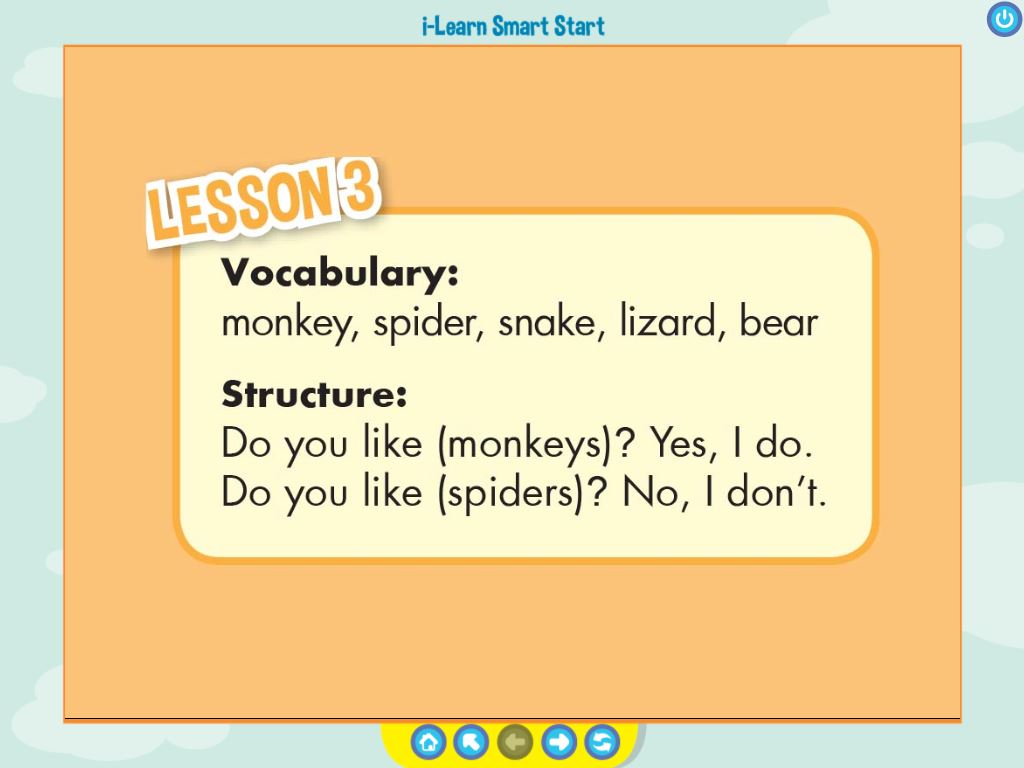 i-Learn Smart Start
LESSON 3
Vocabulary:
monkey, spider, snake, lizard, bear
Structure:
Do you like (monkeys)? Yes, I do.
Do you like (spiders)? No, I don’t.